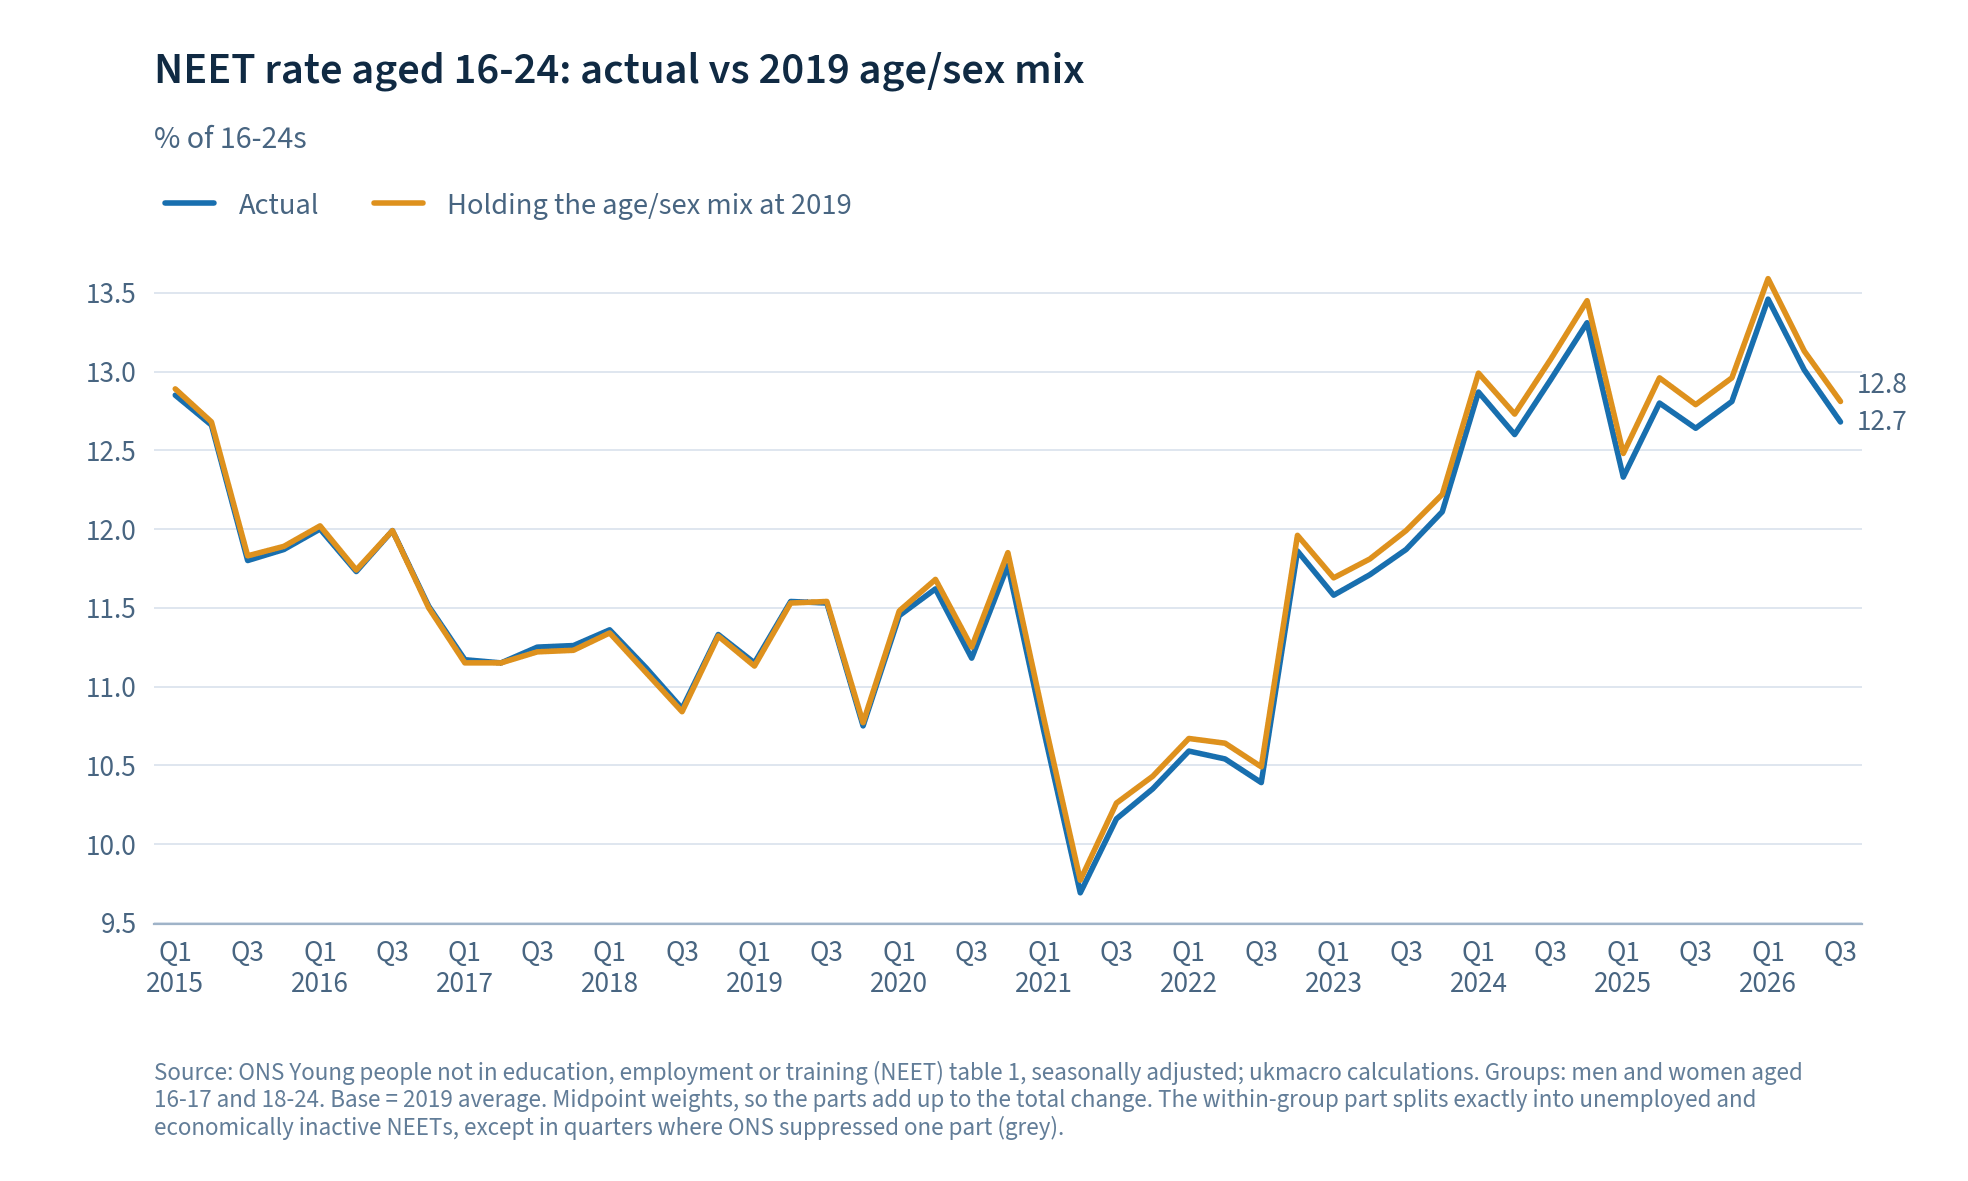 NEET rate aged 16-24: actual vs 2019 age/sex mix
% of 16-24s
Actual
Holding the age/sex mix at 2019
13.5
13.0
12.5
12.0
11.5
11.0
10.5
10.0
9.5
12.8
12.7
Q1 Q3 Q1 Q3 Q1 Q3 Q1 Q3 Q1 Q3 Q1 Q3 Q1 Q3 Q1 Q3 Q1 Q3 Q1 Q3 Q1 Q3 Q1 Q3
2015 2016 2017 2018 2019 2020 2021 2022 2023 2024 2025 2026
Source: ONS Young people not in education, employment or training (NEET) table 1, seasonally adjusted; ukmacro calculations. Groups: men and women aged
16-17 and 18-24. Base = 2019 average. Midpoint weights, so the parts add up to the total change. The within-group part splits exactly into unemployed and
economically inactive NEETs, except in quarters where ONS suppressed one part (grey).